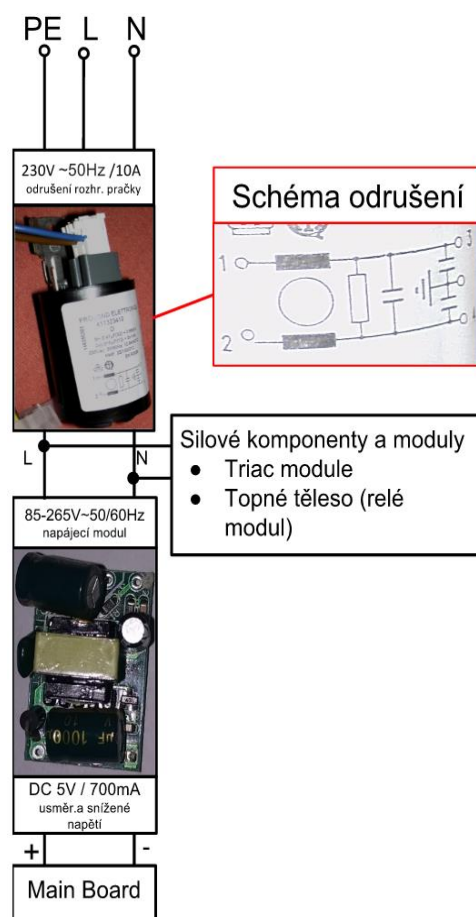 PE L N
230V ~50Hz /10A
odrušení rozhr. pračky
Schéma odrušení
1
2
3
L
N
Silové komponenty a moduly
● Triac module
● Topné těleso (relé
modul)
85-265V~50/60Hz
napájecí modul
DC 5V / 700mA
usměr.a snížené
napětí
+ -
Main Board